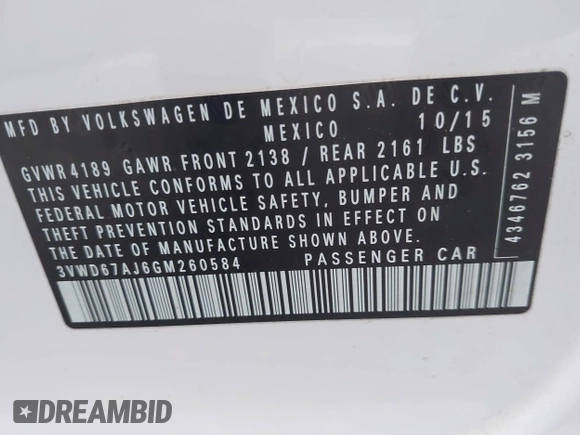 MFD BY VOLKSWAGEN DE MEXICO S.A. DE C.V.
MEXICO 10/15
GVWR 4189 GAWR FRONT 2138 / REAR 2161 LBS
THIS VEHICLE CONFORMS TO ALL APPLICABLE U.S.
FEDERAL MOTOR VEHICLE SAFETY, BUMPER AND
THEFT PREVENTION STANDARDS IN EFFECT ON
THE DATE OF MANUFACTURE SHOWN ABOVE.
3VWD67AJ6GM260584 PASSENGER CAR
4346762 3156 M
DREAMBID